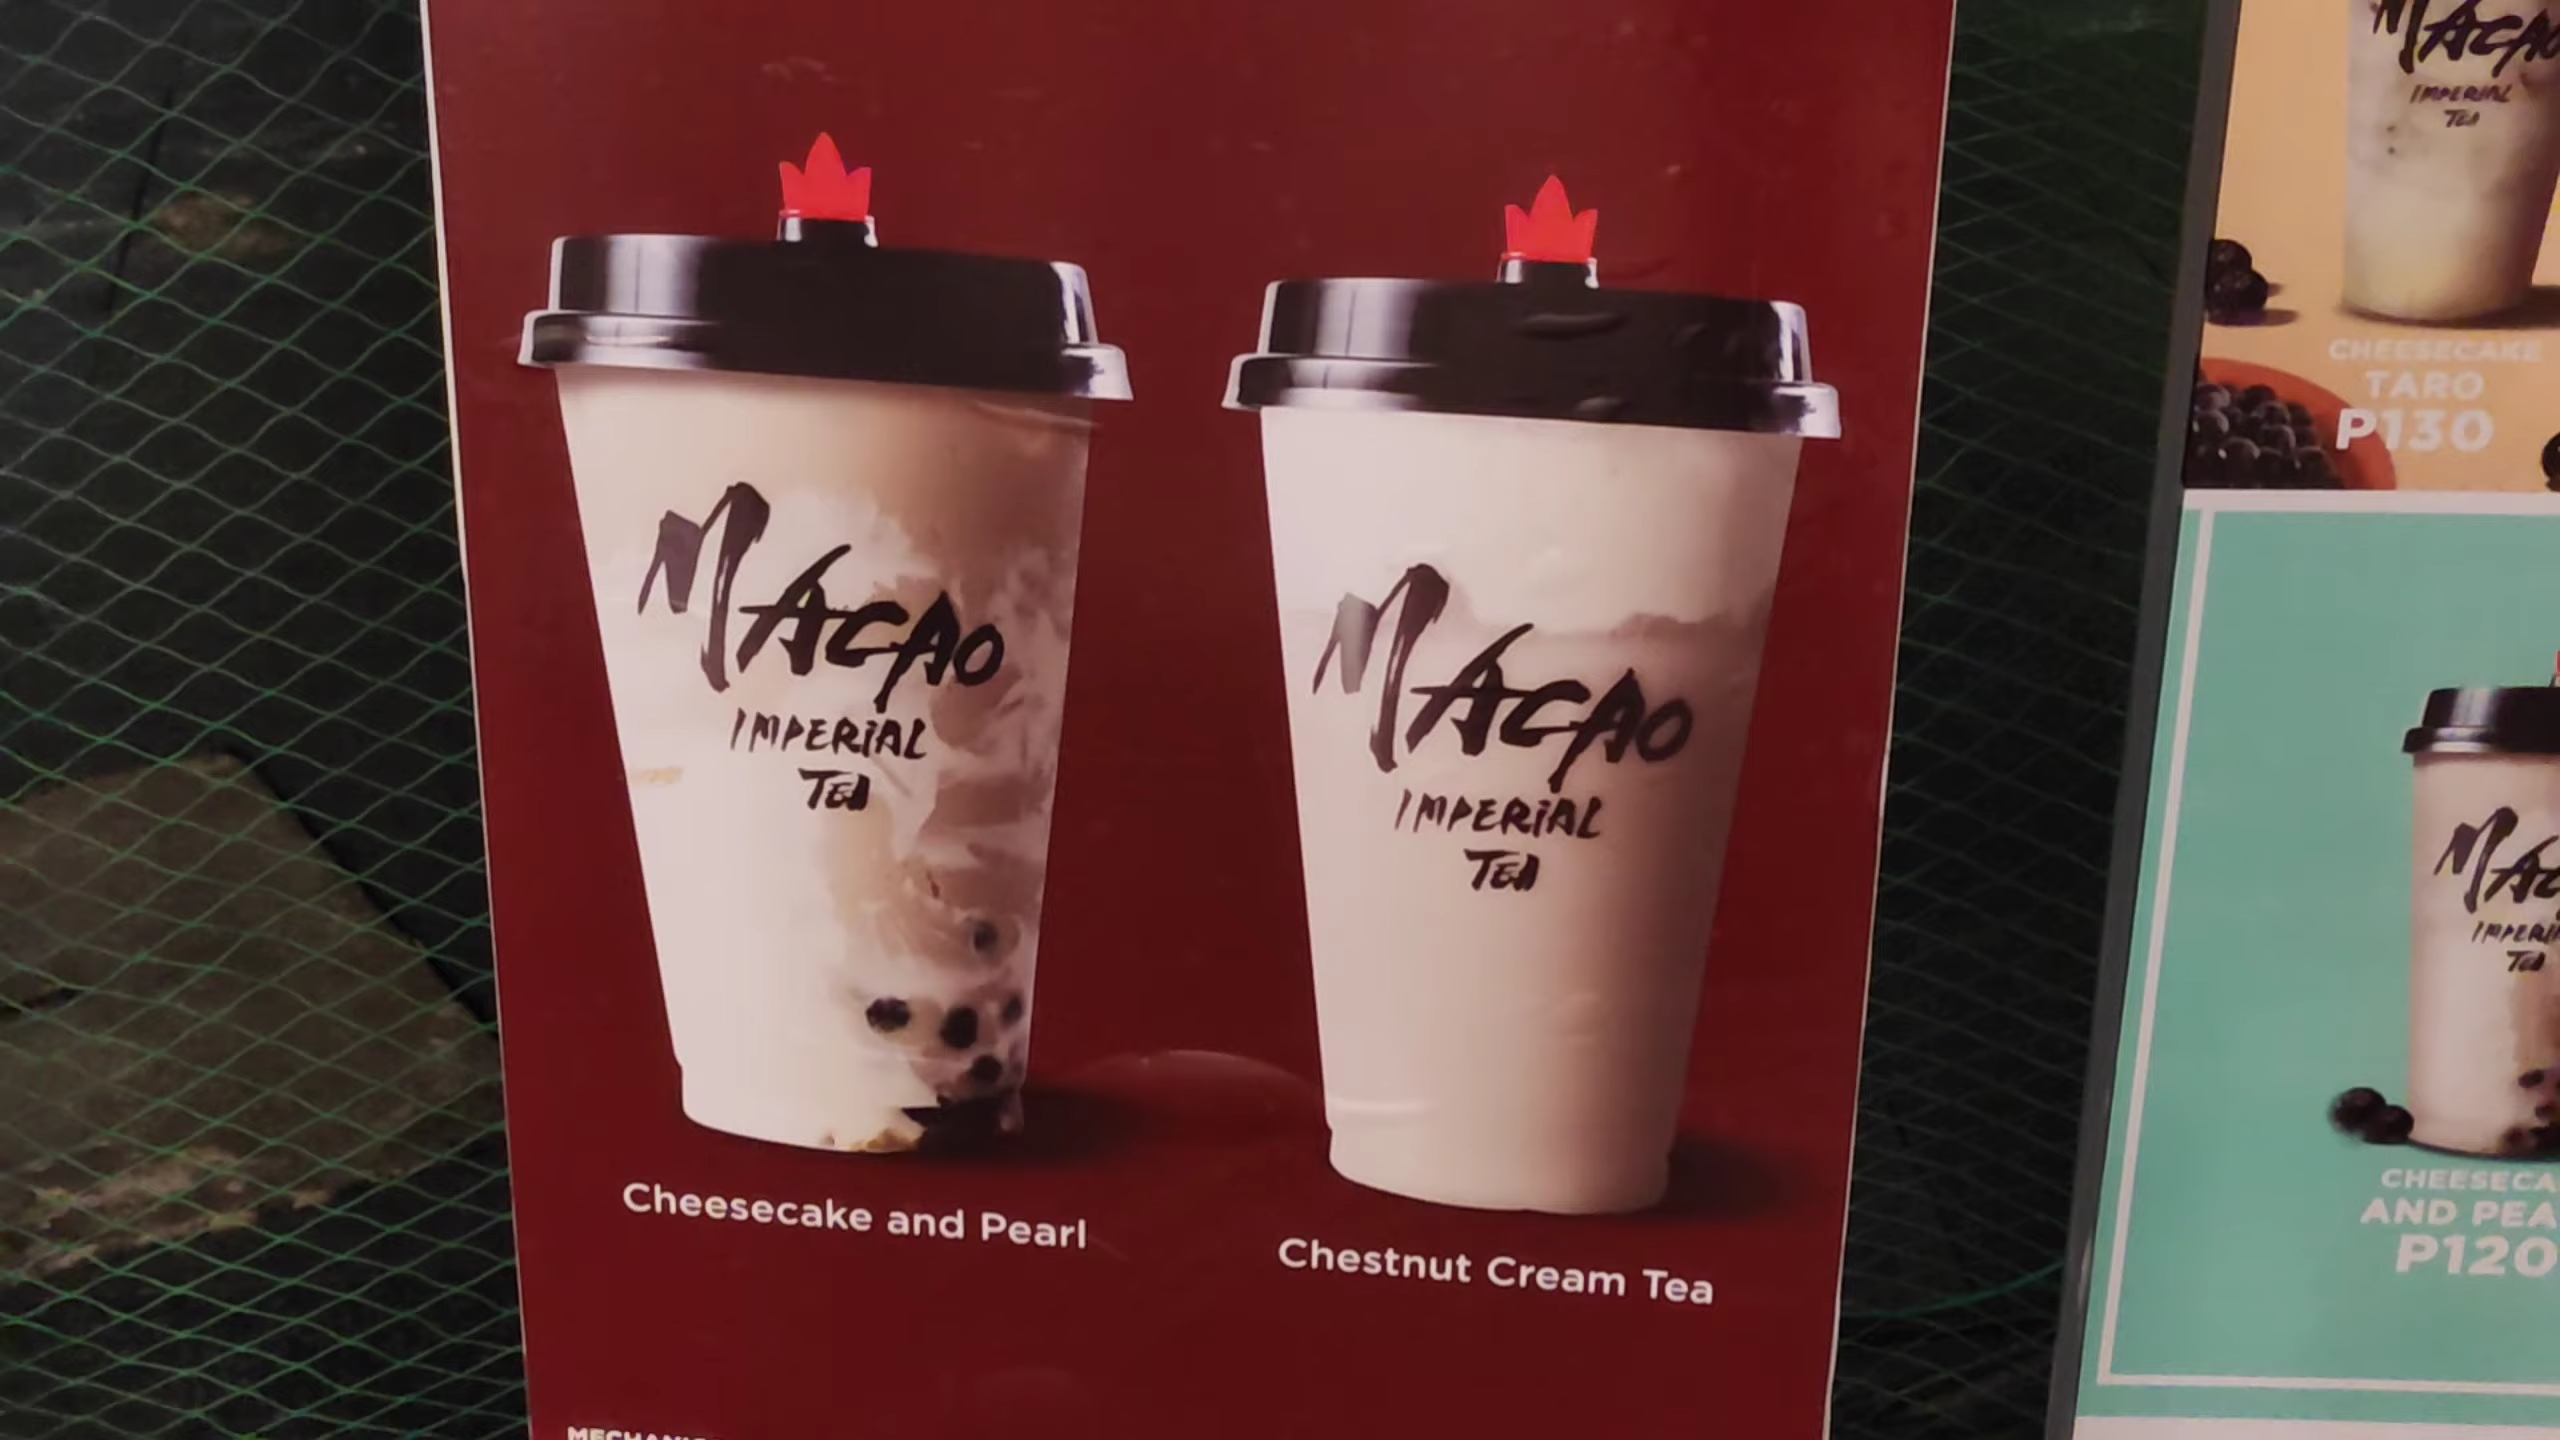 MACAO
IMPERIAL
TEA
Cheesecake and Pearl
MACAO
IMPERIAL
TEA
Chestnut Cream Tea
MACAO
IMPERIAL
TEA
CHEESECAKE
TARO
P130
TEA
P120